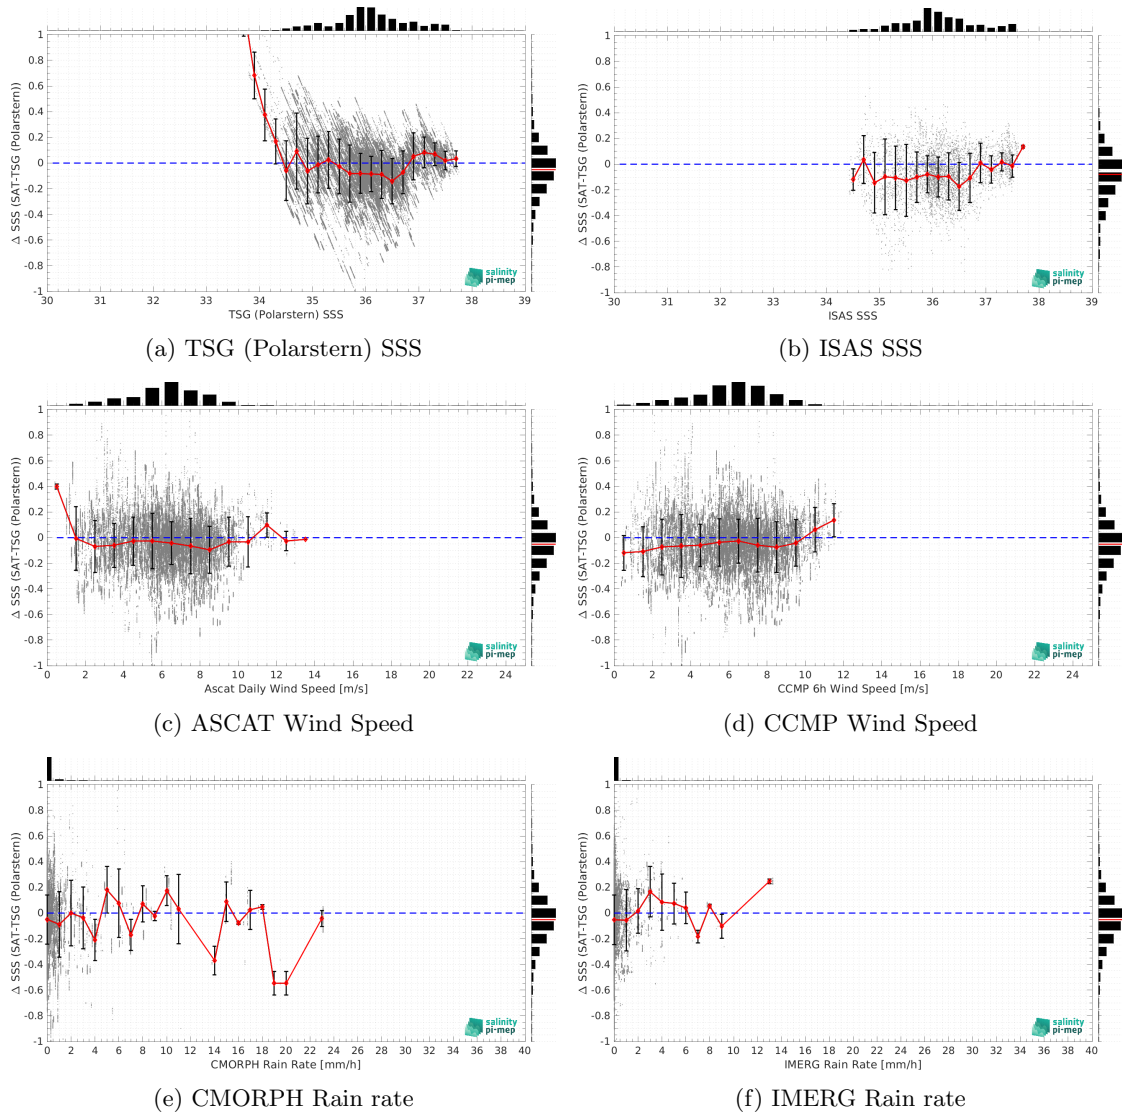 Δ SSS (SAT-TSG (Polarstern))
1
0.8
0.6
0.4
0.2
0
-0.2
-0.4
-0.6
-0.8
-1
salinity
pi-mep
30 31 32 33 34 35 36 37 38 39
TSG (Polarstern) SSS
(a) TSG (Polarstern) SSS
Δ SSS (SAT-TSG (Polarstern))
1
0.8
0.6
0.4
0.2
0
-0.2
-0.4
-0.6
-0.8
-1
salinity
pi-mep
30 31 32 33 34 35 36 37 38 39
ISAS SSS
(b) ISAS SSS
Δ SSS (SAT-TSG (Polarstern))
1
0.8
0.6
0.4
0.2
0
-0.2
-0.4
-0.6
-0.8
-1
salinity
pi-mep
0 2 4 6 8 10 12 14 16 18 20 22 24
Ascat Daily Wind Speed [m/s]
(c) ASCAT Wind Speed
Δ SSS (SAT-TSG (Polarstern))
1
0.8
0.6
0.4
0.2
0
-0.2
-0.4
-0.6
-0.8
-1
salinity
pi-mep
0 2 4 6 8 10 12 14 16 18 20 22 24
CCMP 6h Wind Speed [m/s]
(d) CCMP Wind Speed
Δ SSS (SAT-TSG (Polarstern))
1
0.8
0.6
0.4
0.2
0
-0.2
-0.4
-0.6
-0.8
-1
salinity
pi-mep
0 2 4 6 8 10 12 14 16 18 20 22 24 26 28 30 32 34 36 38 40
CMORPH Rain Rate [mm/h]
(e) CMORPH Rain rate
Δ SSS (SAT-TSG (Polarstern))
1
0.8
0.6
0.4
0.2
0
-0.2
-0.4
-0.6
-0.8
-1
salinity
pi-mep
0 2 4 6 8 10 12 14 16 18 20 22 24 26 28 30 32 34 36 38 40
IMERG Rain Rate [mm/h]
(f) IMERG Rain rate